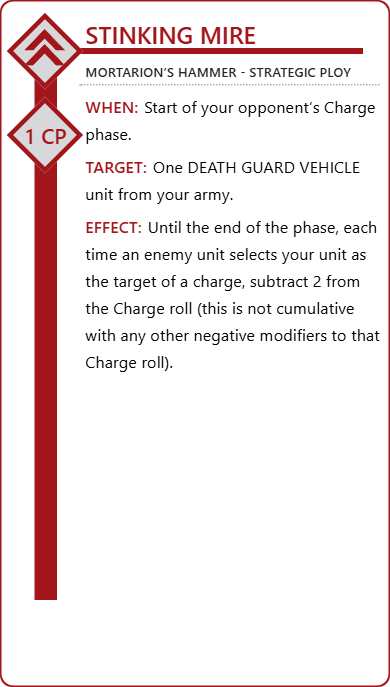 STINKING MIRE
MORTARION’S HAMMER - STRATEGIC PLOY
1 CP
WHEN: Start of your opponent’s Charge
phase.
TARGET: One DEATH GUARD VEHICLE
unit from your army.
EFFECT: Until the end of the phase, each
time an enemy unit selects your unit as
the target of a charge, subtract 2 from
the Charge roll (this is not cumulative
with any other negative modifiers to that
Charge roll).